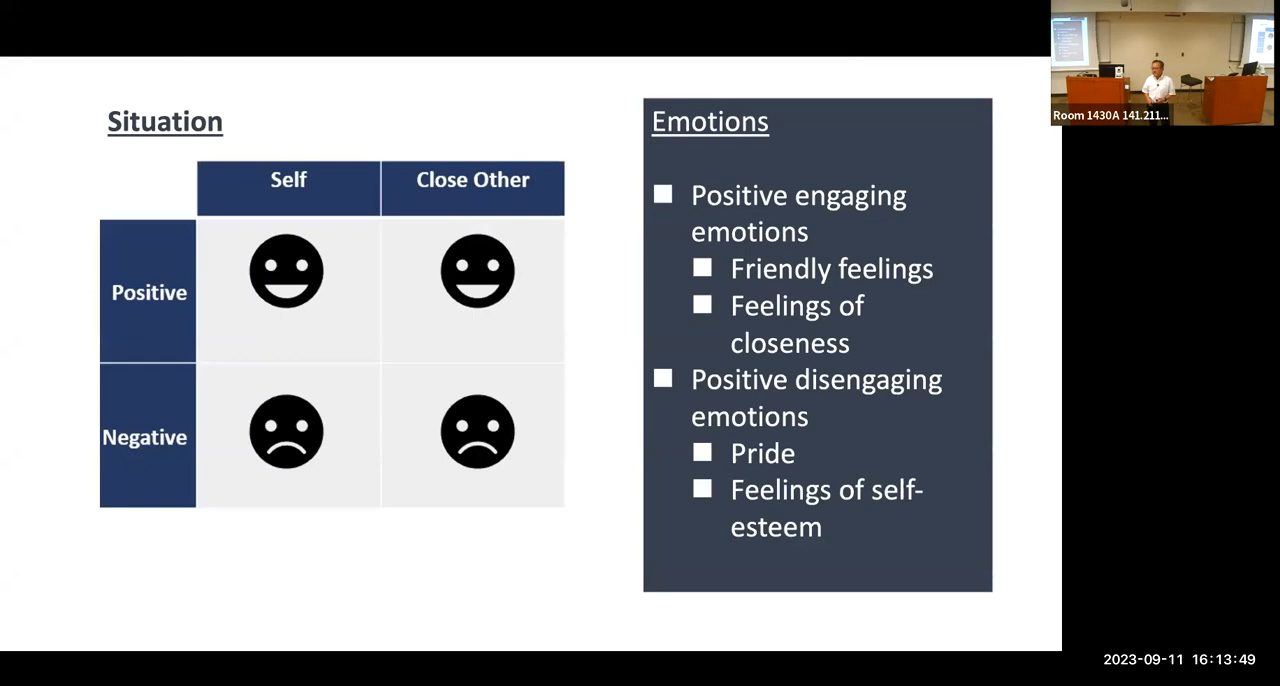 Situation
Self
Close Other
Positive
Negative
Emotions
Positive engaging
emotions
Friendly feelings
Feelings of
closeness
Positive disengaging
emotions
Pride
Feelings of self-
esteem
Room 1430A 141.211...
2023-09-11 16:13:49